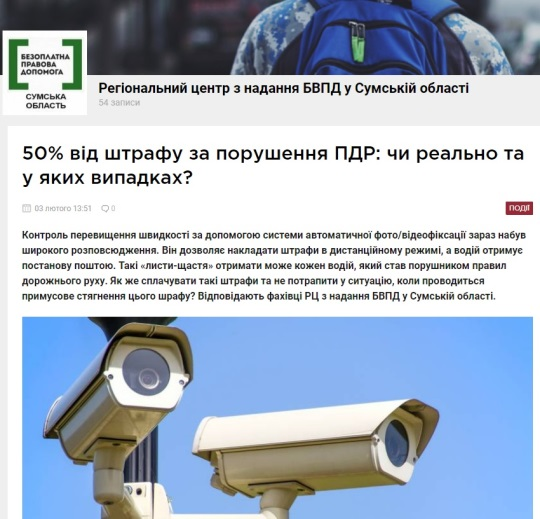 БЕЗОПЛАТНА
ПРАВОВА
ДОПОМОГА
СУМСЬКА
ОБЛАСТЬ
Регіональний центр з надання БВПД у Сумській області
54 записи
50% від штрафу за порушення ПДР: чи реально та
у яких випадках?
03 лютого 13:51 0
ПОДІЇ
Контроль перевищення швидкості за допомогою системи автоматичної фото/відеофіксації зараз набув
широкого розповсюдження. Він дозволяє накладати штрафи в дистанційному режимі, а водій отримує
постанову поштою. Такі «листи-щастя» отримати може кожен водій, який став порушником правил
дорожнього руху. Як же сплачувати такі штрафи та не потрапити у ситуацію, коли проводиться
примусове стягнення цього шрафу? Відповідають фахівці РЦ з надання БВПД у Сумській області.